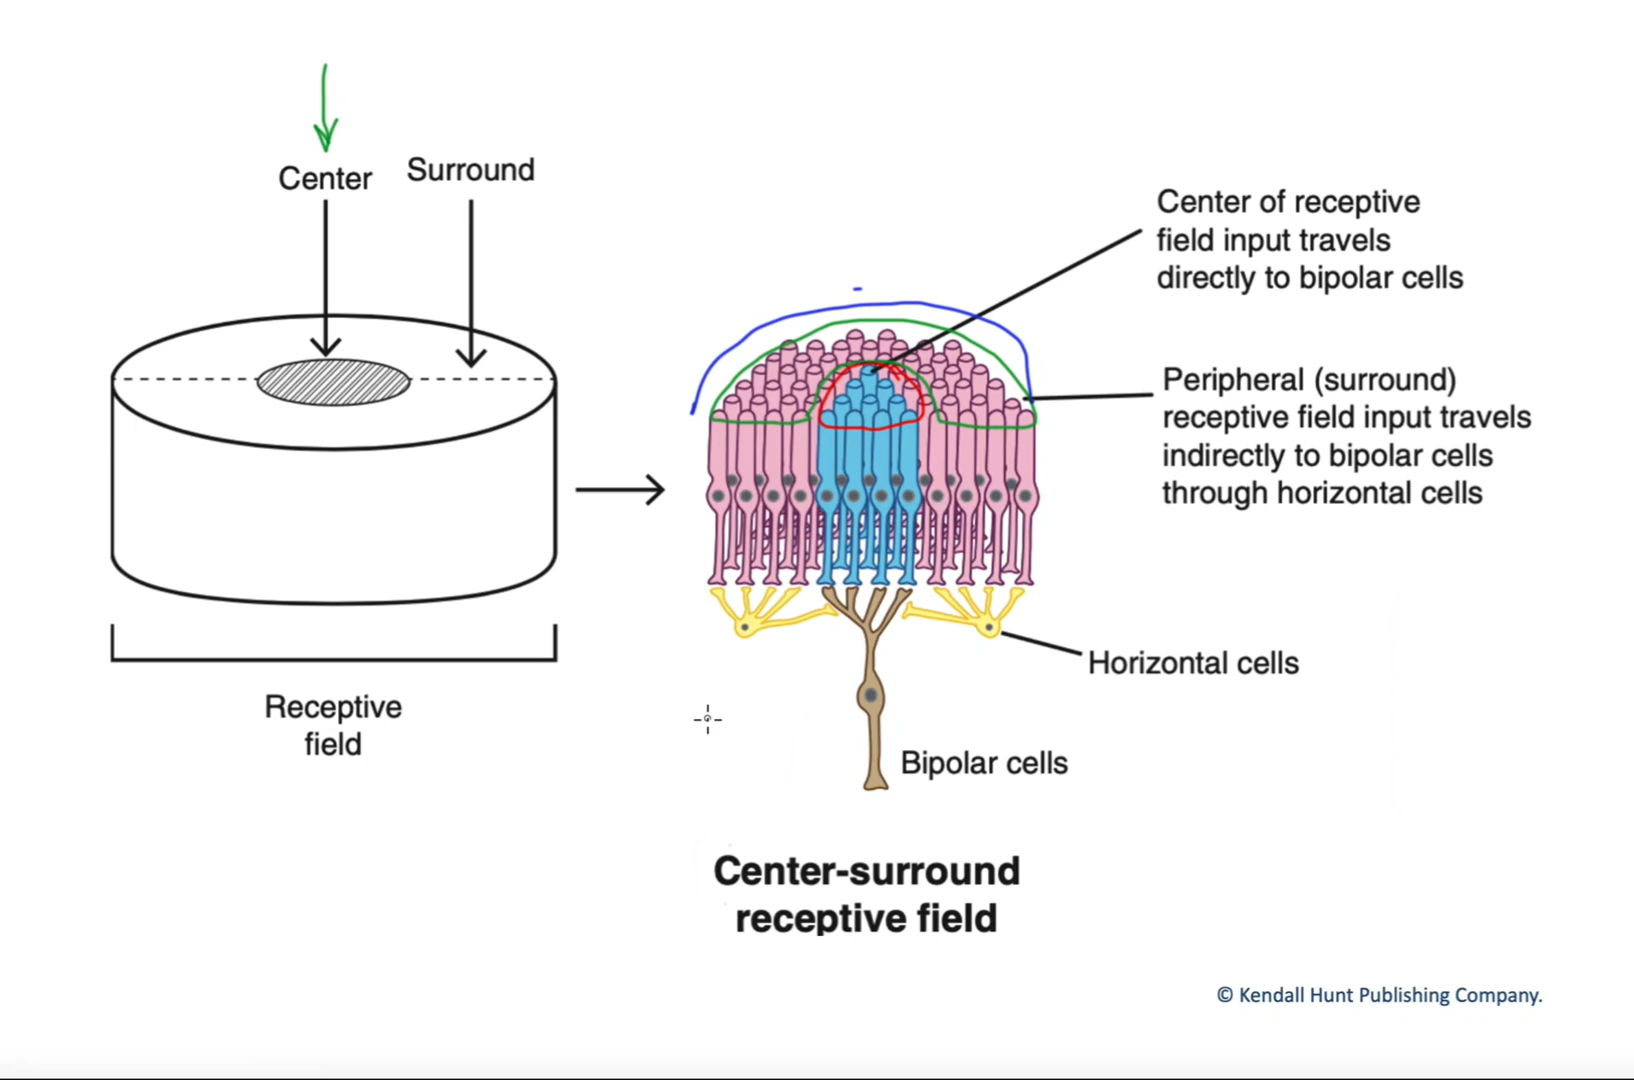 Center
Surround
Center of receptive
field input travels
directly to bipolar cells
Peripheral (surround)
receptive field input travels
indirectly to bipolar cells
through horizontal cells
Horizontal cells
Receptive
field
Bipolar cells
Center-surround
receptive field
© Kendall Hunt Publishing Company.